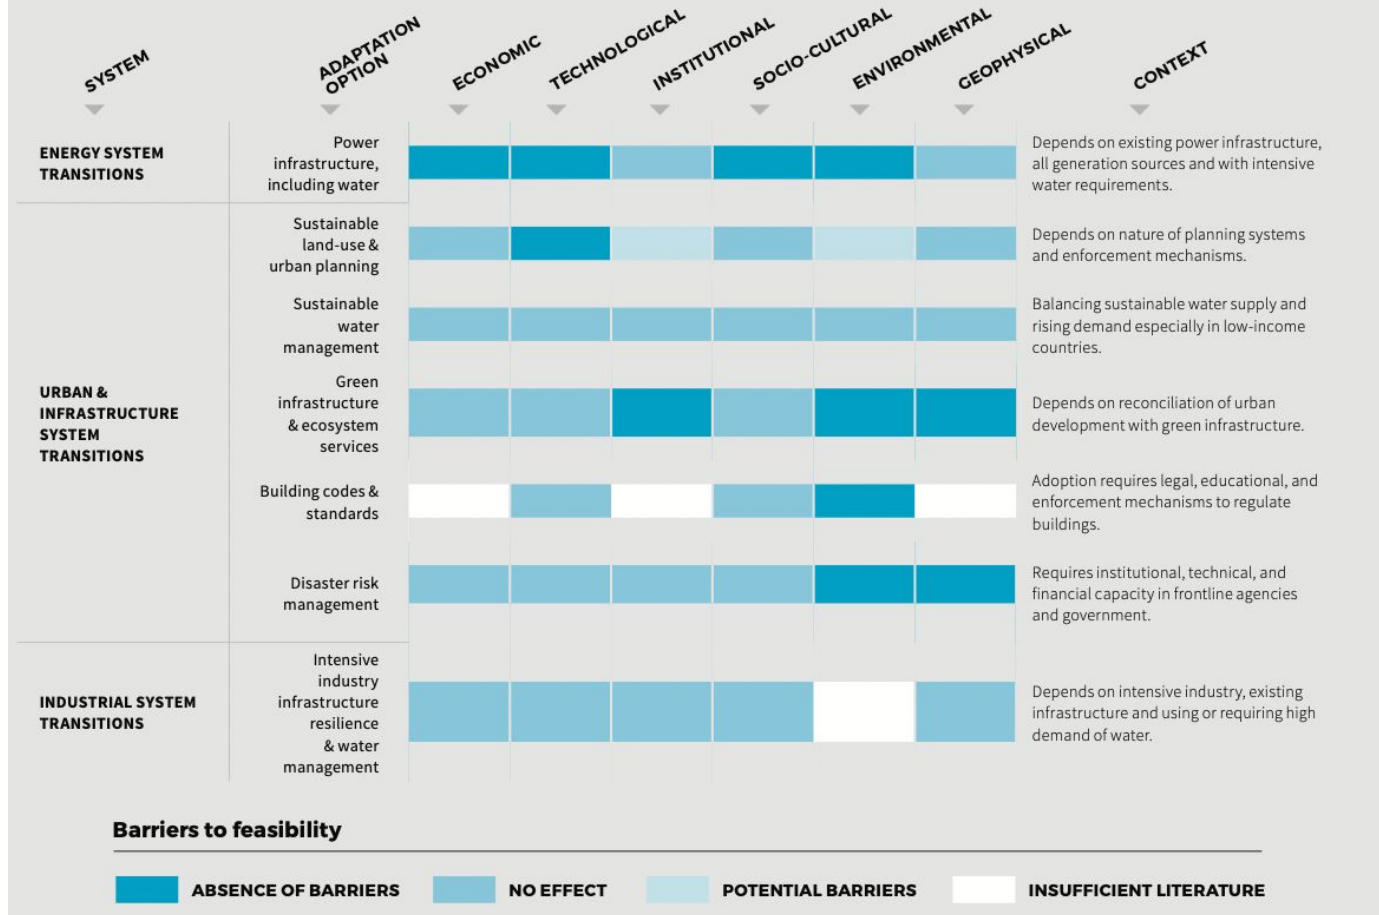 SYSTEM
ADAPTATION
OPTION
ECONOMIC
TECHNOLOGICAL
INSTITUTIONAL
SOCIO-CULTURAL
ENVIRONMENTAL
GEOPHYSICAL
CONTEXT
ENERGY SYSTEM
TRANSITIONS
Power
infrastructure,
including water
Depends on existing power infrastructure,
all generation sources and with intensive
water requirements.
URBAN &
INFRASTRUCTURE
SYSTEM
TRANSITIONS
Sustainable
land-use &
urban planning
Depends on nature of planning systems
and enforcement mechanisms.
Sustainable
water
management
Balancing sustainable water supply and
rising demand especially in low-income
countries.
Green
infrastructure
& ecosystem
services
Depends on reconciliation of urban
development with green infrastructure.
Building codes &
standards
Adoption requires legal, educational, and
enforcement mechanisms to regulate
buildings.
Disaster risk
management
Requires institutional, technical, and
financial capacity in frontline agencies
and government.
INDUSTRIAL SYSTEM
TRANSITIONS
Intensive
industry
infrastructure
resilience
& water
management
Depends on intensive industry, existing
infrastructure and using or requiring high
demand of water.
Barriers to feasibility
ABSENCE OF BARRIERS
NO EFFECT
POTENTIAL BARRIERS
INSUFFICIENT LITERATURE